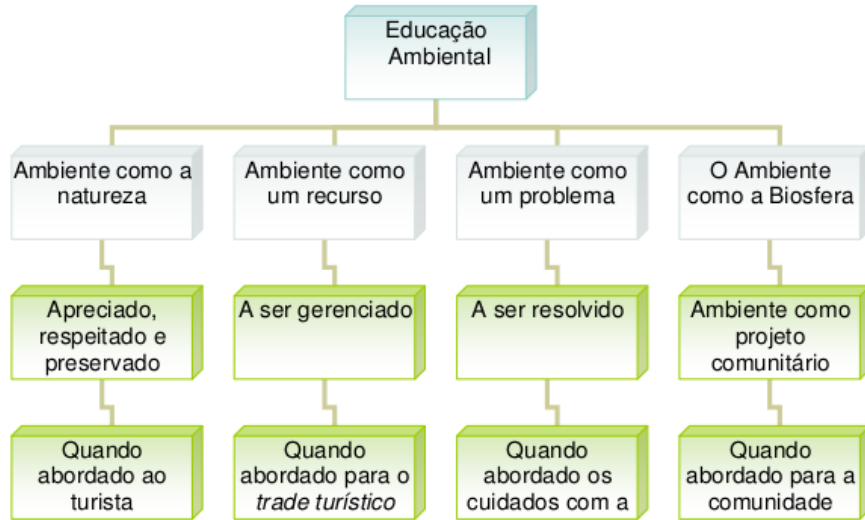 Educação
Ambiental
Ambiente como a
natureza
Ambiente como
um recurso
Ambiente como
um problema
O Ambiente
como a Biosfera
Apreciado,
respeitado e
preservado
A ser gerenciado
A ser resolvido
Ambiente como
projeto
comunitário
Quando
abordado ao
turista
Quando
abordado para o
trade turístico
Quando
abordado os
cuidados com a
Quando
abordado para a
comunidade